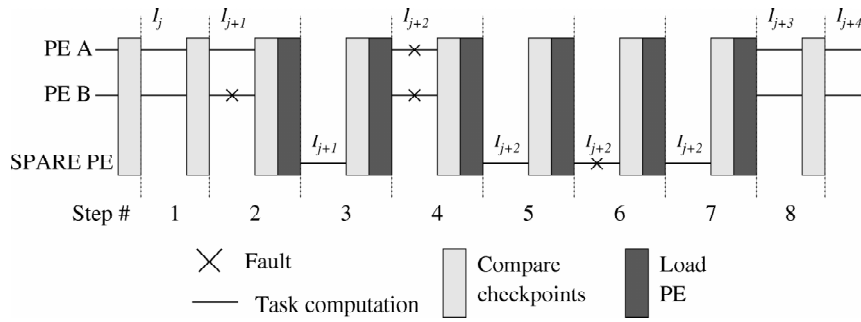 I_j I_{j+1} I_{j+2} I_{j+3} I_{j+4}
PE A
PE B
I_{j+1} I_{j+2} I_{j+2} I_{j+2}
SPARE PE
Step # 1 2 3 4 5 6 7 8
Fault
Task computation
Compare
checkpoints
Load
PE